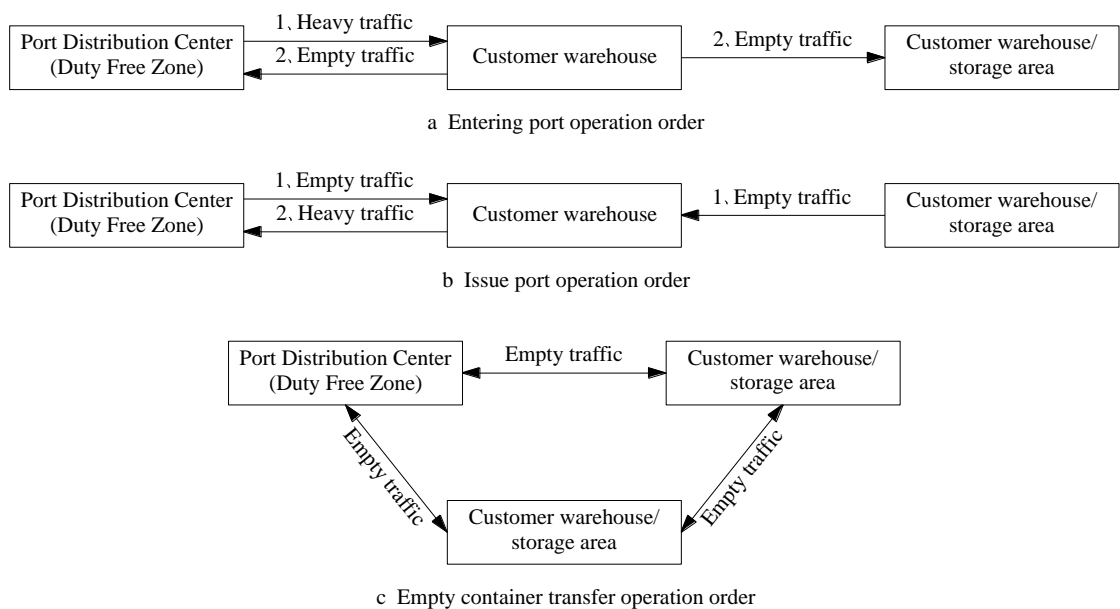 1、Heavy traffic
Port Distribution Center
(Duty Free Zone)
2、Empty traffic
Customer warehouse
2、Empty traffic
Customer warehouse/
storage area
a Entering port operation order
1、Empty traffic
Port Distribution Center
(Duty Free Zone)
2、Heavy traffic
Customer warehouse
1、Empty traffic
Customer warehouse/
storage area
b Issue port operation order
Port Distribution Center
(Duty Free Zone)
Empty traffic
Customer warehouse/
storage area
Empty traffic
Empty traffic
Customer warehouse/
storage area
c Empty container transfer operation order